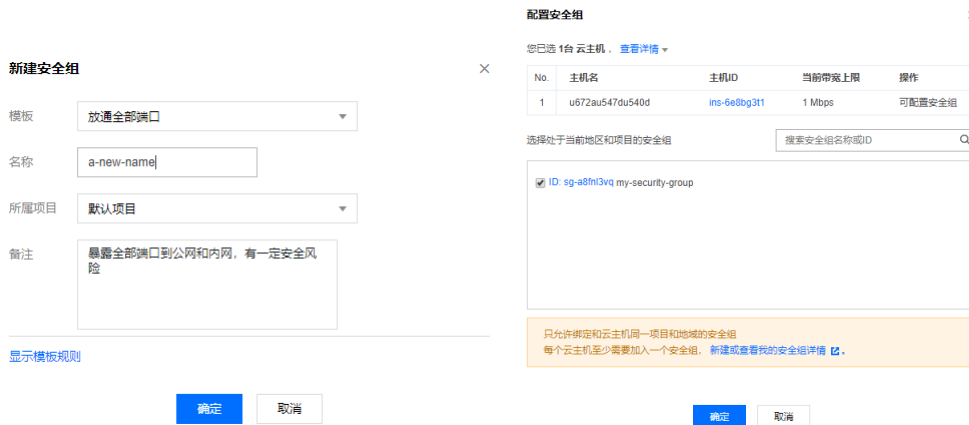 新建安全组
模板
放通全部端口
名称
a-new-name
所属项目
默认项目
备注
暴露全部端口到公网和内网，有一定安全风
险
显示模板规则
确定
取消
配置安全组
您已选 1台 云主机， 查看详情
No. 主机名 主机ID 当前带宽上限 操作
1 u672au547du540d ins-6e8bg3t1 1 Mbps 可配置安全组
选择处于当前地区和项目的安全组
搜索安全组名称或ID
ID: sg-a8fnl3vq my-security-group
只允许绑定和云主机同一项目和地域的安全组
每个云主机至少需要加入一个安全组， 新建或查看我的安全组详情 。
确定
取消